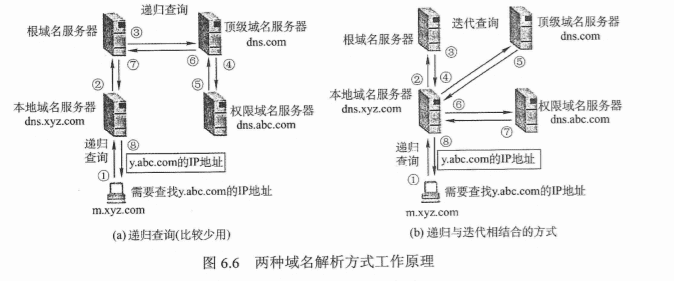 递归查询
根域名服务器
③
⑦
⑥
顶级域名服务器
dns.com
②
⑤
④
本地域名服务器
dns.xyz.com
权限域名服务器
dns.abc.com
递归
查询
①
⑧
y.abc.com的IP地址
需要查找y.abc.com的IP地址
m.xyz.com
(a) 递归查询(比较少用)
迭代查询
根域名服务器
顶级域名服务器
dns.com
③
②
④
⑤
本地域名服务器
dns.xyz.com
⑥
⑦
权限域名服务器
dns.abc.com
递归
查询
①
⑧
y.abc.com的IP地址
需要查找y.abc.com的IP地址
m.xyz.com
(b) 递归与迭代相结合的方式
图 6.6 两种域名解析方式工作原理